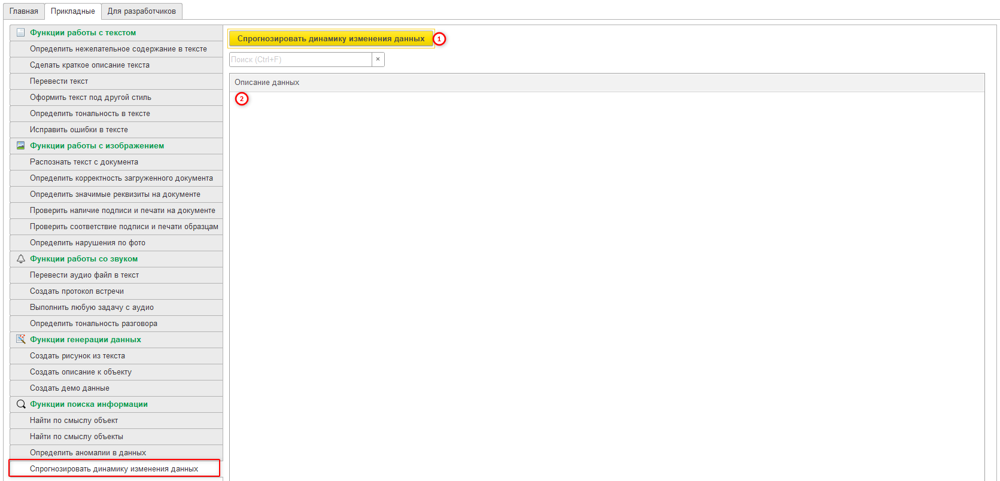 Главная Прикладные Для разработчиков
Функции работы с текстом
Определить нежелательное содержание в тексте
Сделать краткое описание текста
Перевести текст
Оформить текст под другой стиль
Определить тональность в тексте
Исправить ошибки в тексте
Функции работы с изображением
Распознать текст с документа
Определить корректность загруженного документа
Определить значимые реквизиты на документе
Проверить наличие подписи и печати на документе
Проверить соответствие подписи и печати образцам
Определить нарушения по фото
Функции работы со звуком
Перевести аудио файл в текст
Создать протокол встречи
Выполнить любую задачу с аудио
Определить тональность разговора
Функции генерации данных
Создать рисунок из текста
Создать описание к объекту
Создать демо данные
Функции поиска информации
Найти по смыслу объект
Найти по смыслу объекты
Определить аномалии в данных
Спрогнозировать динамику изменения данных
Спрогнозировать динамику изменения данных 1
Поиск (Ctrl+F) ×
Описание данных
2